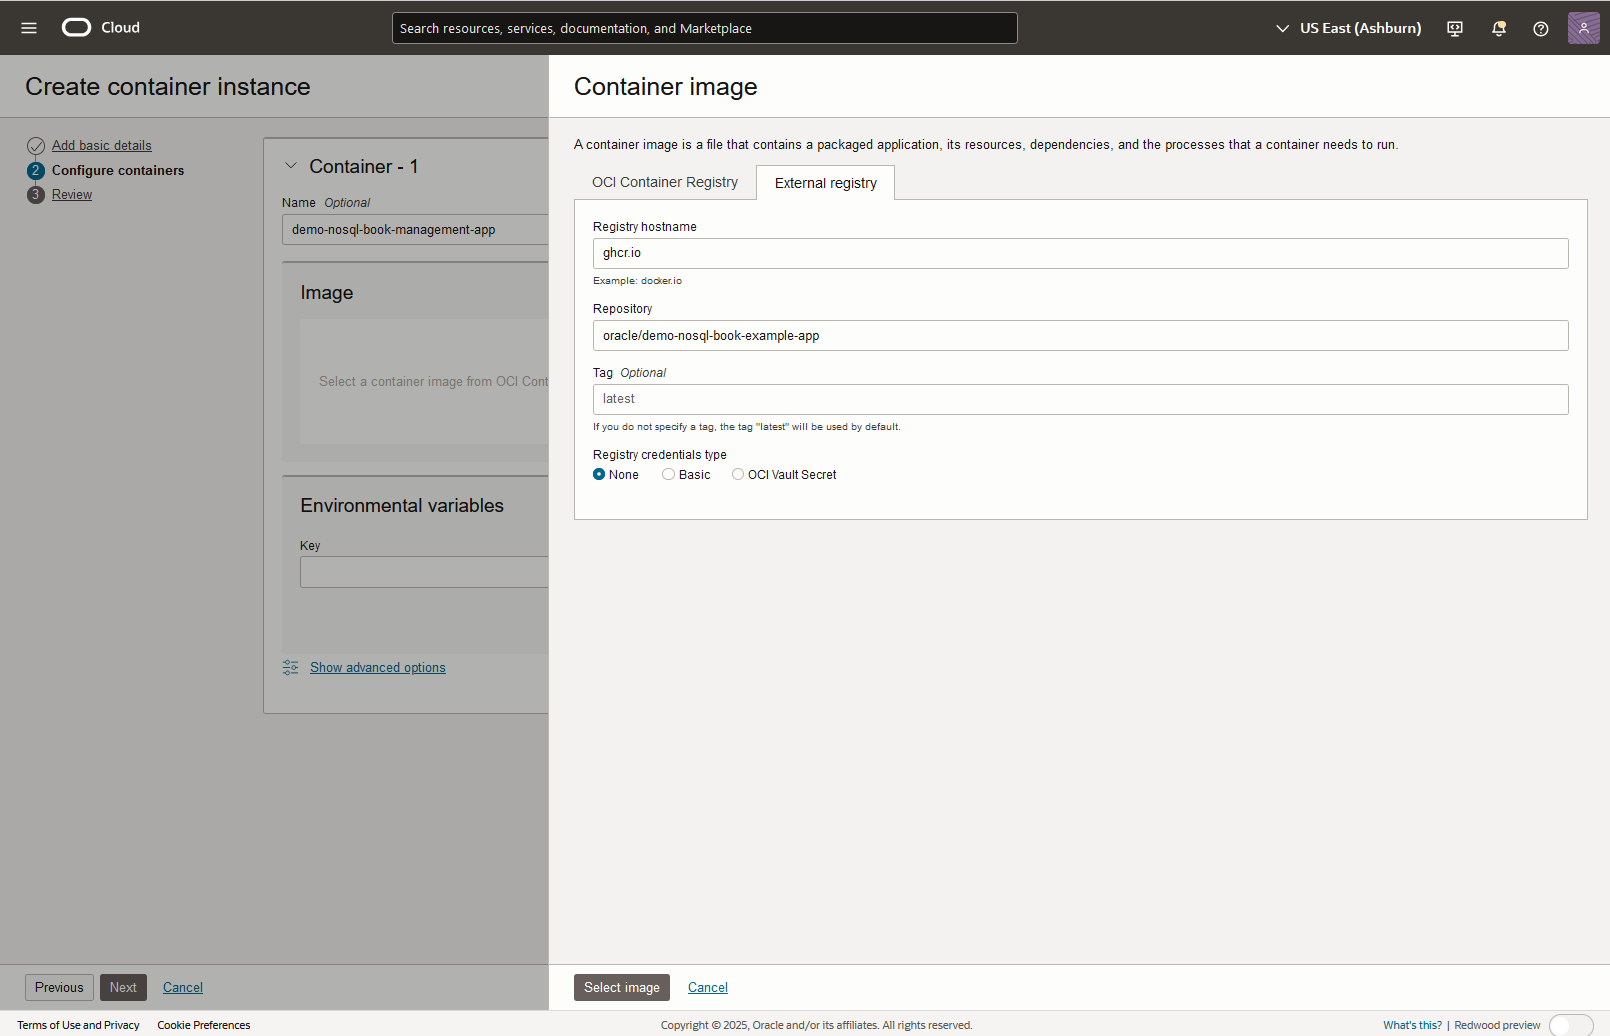 Cloud
Search resources, services, documentation, and Marketplace
US East (Ashburn)
Create container instance
Add basic details
2 Configure containers
3 Review
Container - 1
Name Optional
demo-nosql-book-management-app
Image
Select a container image from OCI Cont
Environmental variables
Key
Show advanced options
Previous
Next
Cancel
Container image
A container image is a file that contains a packaged application, its resources, dependencies, and the processes that a container needs to run.
OCI Container Registry
External registry
Registry hostname
ghcr.io
Example: docker.io
Repository
oracle/demo-nosql-book-example-app
Tag Optional
latest
If you do not specify a tag, the tag "latest" will be used by default.
Registry credentials type
None Basic OCI Vault Secret
Select image
Cancel
Terms of Use and Privacy Cookie Preferences
Copyright © 2025, Oracle and/or its affiliates. All rights reserved.
What's this? | Redwood preview